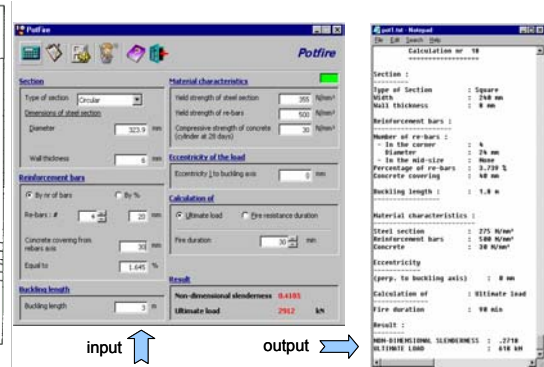 PotFire
Potfire
Section
Type of section Circular
Dimensions of steel section
Diameter 323.9 mm
Wall thickness 6 mm
Reinforcement bars
By nr of bars By %
Re-bars : # 4 20 mm
Concrete covering from
rebars axis 30 mm
Equal to 1.645 %
Buckling length
Buckling length 3 m
Material characteristics
Yield strength of steel section 355 N/mm²
Yield strength of re-bars 500 N/mm²
Compressive strength of concrete 30 N/mm²
(cylinder at 28 days)
Eccentricity of the load
Eccentricity ⊥ to buckling axis 0 mm
Calculation of
Ultimate load Fire resistance duration
Fire duration 30 min
Result
Non-dimensional slenderness 0.4185
Ultimate load 2912 kN
input
output
pot1.txt - Notepad
File Edit Search Help
Calculation nr 10
Section :
Type of Section : Square
Width : 240 mm
Wall thickness : 8 mm
Reinforcement bars :
Number of re-bars :
- In the corner : 4
Diameter : 24 mm
- In the mid-size : None
Percentage of re-bars : 3.739 %
Concrete covering : 40 mm
Buckling length : 1.8 m
Material characteristics :
Steel section : 275 N/mm²
Reinforcement bars : 500 N/mm²
Concrete : 30 N/mm²
Eccentricity
(perp. to buckling axis) : 0 mm
Calculation of : Ultimate load
Fire duration : 90 min
Result :
NON-DIMENSIONAL SLENDERNESS : .2710
ULTIMATE LOAD : 618 kN